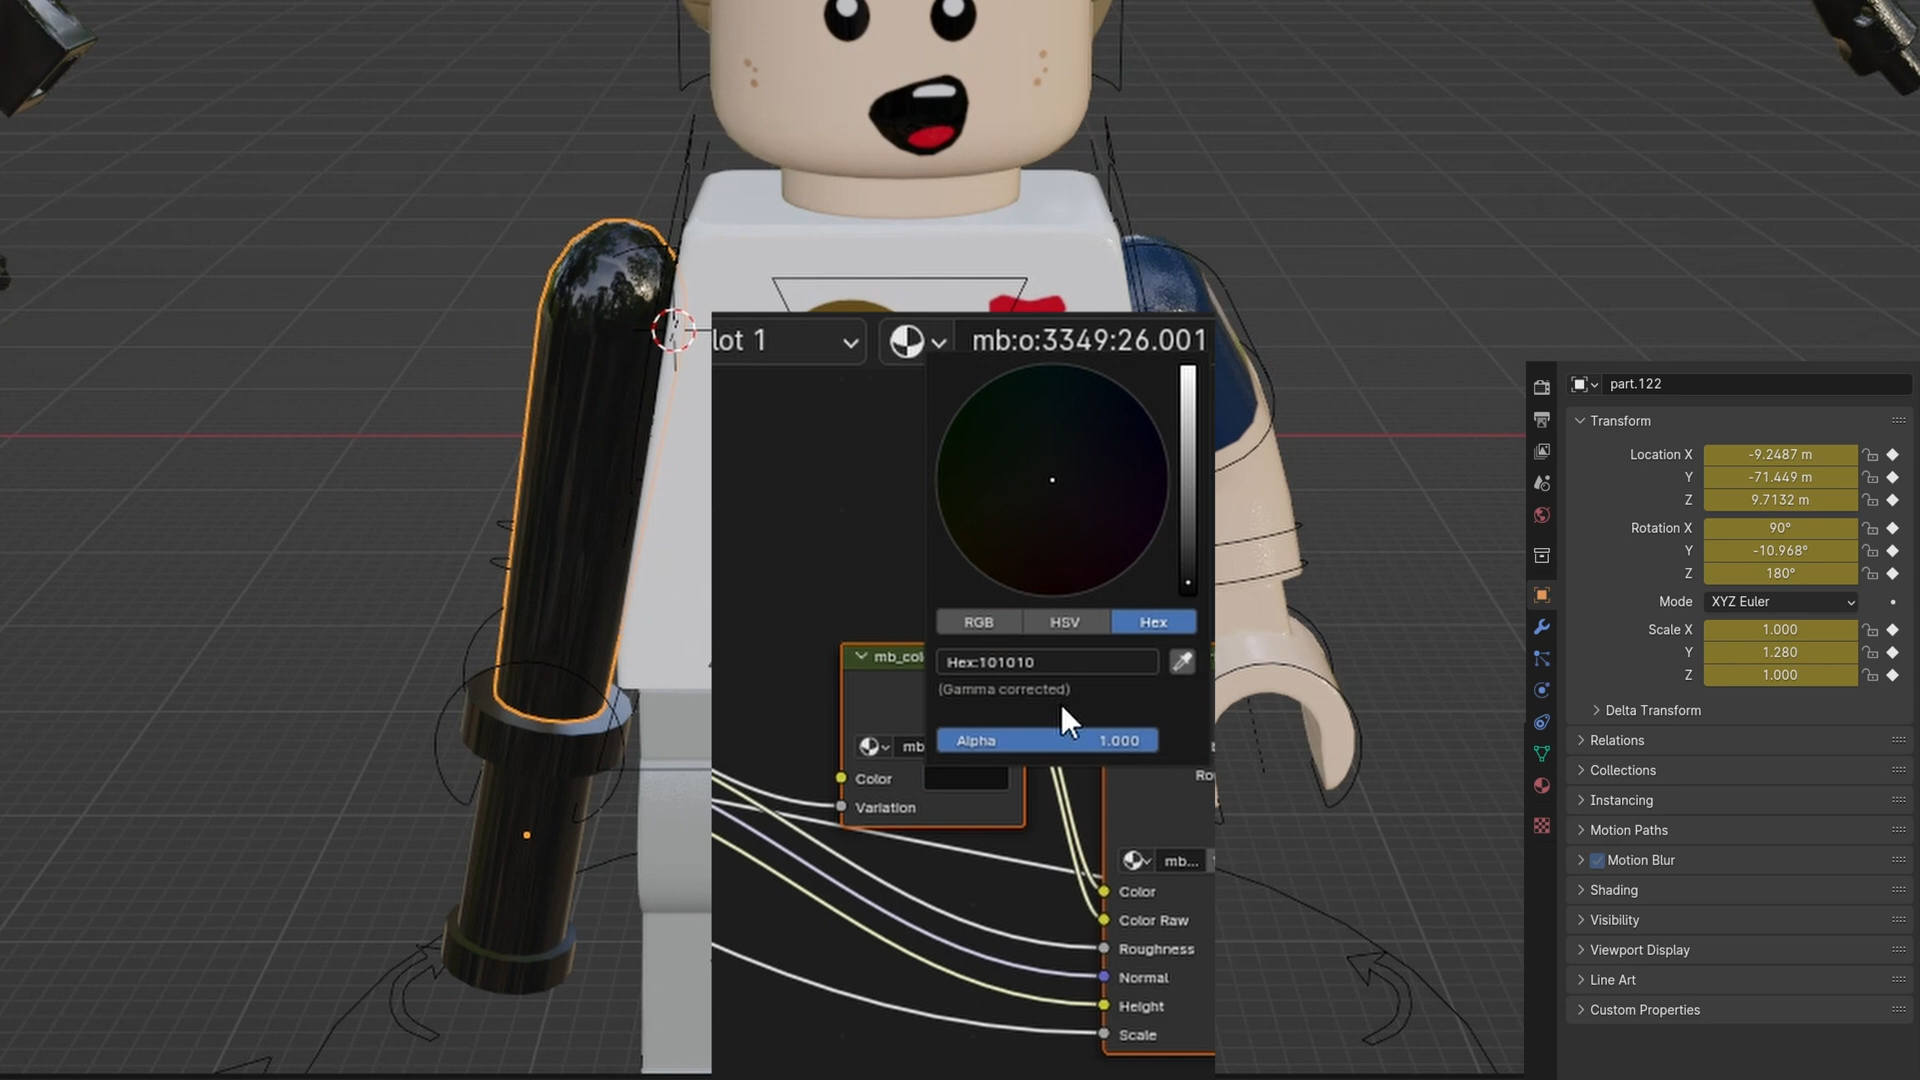 lot 1
mb:o:3349:26.001
RGB
HSV
Hex
Hex:101010
(Gamma corrected)
Alpha
1.000
mb_col
mb
Color
Variation
Ro
mb...
Color
Color Raw
Roughness
Normal
Height
Scale
part.122
Transform
Location X
-9.2487 m
Y
-71.449 m
Z
9.7132 m
Rotation X
90°
Y
-10.968°
Z
180°
Mode
XYZ Euler
Scale X
1.000
Y
1.280
Z
1.000
Delta Transform
Relations
Collections
Instancing
Motion Paths
Motion Blur
Shading
Visibility
Viewport Display
Line Art
Custom Properties